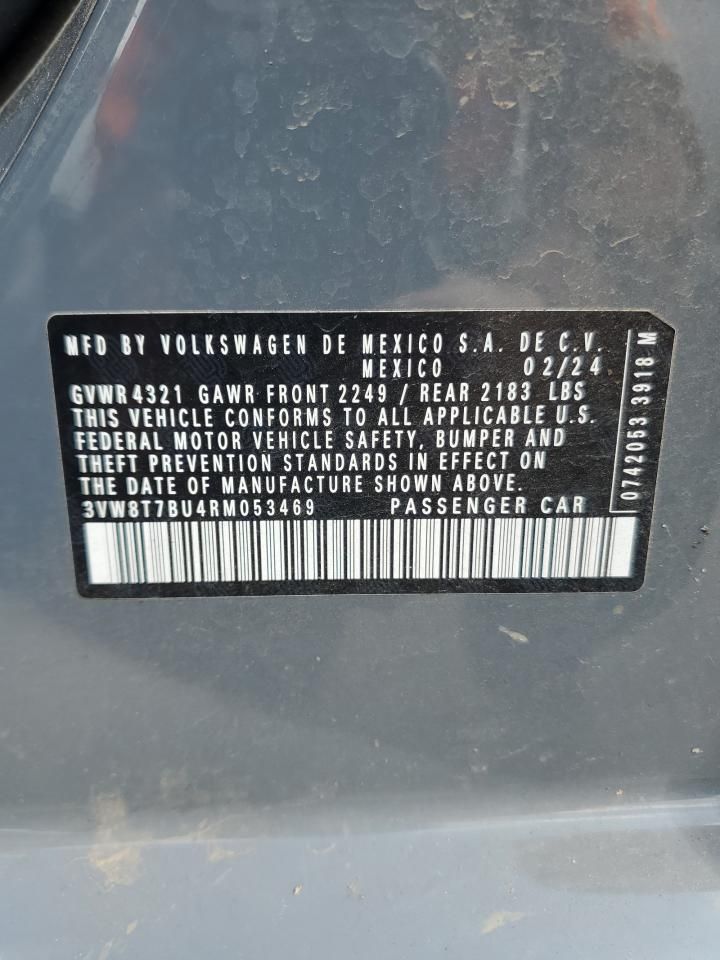 MFD BY VOLKSWAGEN DE MEXICO S.A. DE C.V.
MEXICO 02/24
GVWR 4321 GAWR FRONT 2249 / REAR 2183 LBS
THIS VEHICLE CONFORMS TO ALL APPLICABLE U.S.
FEDERAL MOTOR VEHICLE SAFETY, BUMPER AND
THEFT PREVENTION STANDARDS IN EFFECT ON
THE DATE OF MANUFACTURE SHOWN ABOVE.
3VW8T7BU4RM053469 PASSENGER CAR
0742053 3918 M